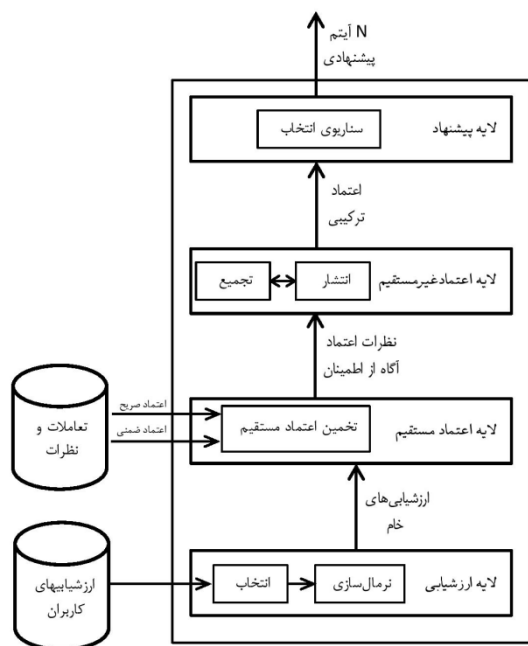 N آیتم
پیشنهادی
لایه پیشنهاد
سناریوی انتخاب
اعتماد
ترکیبی
لایه اعتمادغیرمستقیم
انتشار
تجمیع
نظرات اعتماد
آگاه از اطمینان
لایه اعتماد مستقیم
تخمین اعتماد مستقیم
اعتماد صریح
اعتماد ضمنی
تعاملات و
نظرات
ارزشیابی‌های
خام
لایه ارزشیابی
نرمال‌سازی
انتخاب
ارزشیابیهای
کاربران